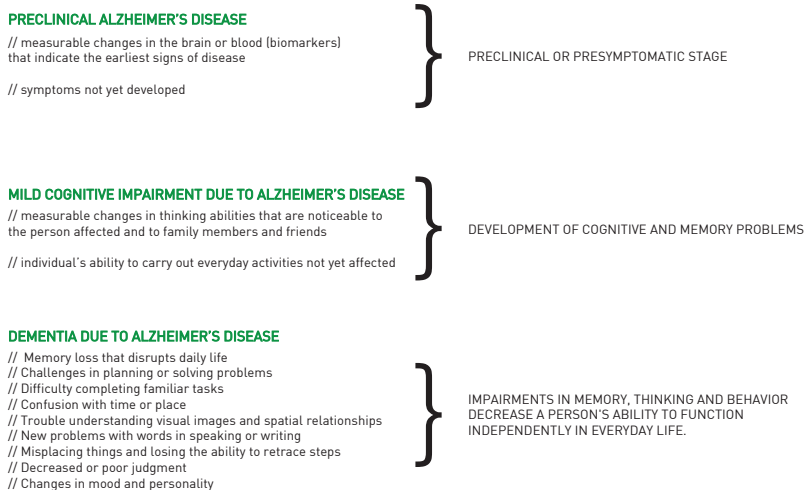 PRECLINICAL ALZHEIMER'S DISEASE
// measurable changes in the brain or blood (biomarkers)
that indicate the earliest signs of disease
// symptoms not yet developed
PRECLINICAL OR PRESYMPTOMATIC STAGE
MILD COGNITIVE IMPAIRMENT DUE TO ALZHEIMER'S DISEASE
// measurable changes in thinking abilities that are noticeable to
the person affected and to family members and friends
// individual's ability to carry out everyday activities not yet affected
DEVELOPMENT OF COGNITIVE AND MEMORY PROBLEMS
DEMENTIA DUE TO ALZHEIMER'S DISEASE
// Memory loss that disrupts daily life
// Challenges in planning or solving problems
// Difficulty completing familiar tasks
// Confusion with time or place
// Trouble understanding visual images and spatial relationships
// New problems with words in speaking or writing
// Misplacing things and losing the ability to retrace steps
// Decreased or poor judgment
// Changes in mood and personality
IMPAIRMENTS IN MEMORY, THINKING AND BEHAVIOR
DECREASE A PERSON'S ABILITY TO FUNCTION
INDEPENDENTLY IN EVERYDAY LIFE.